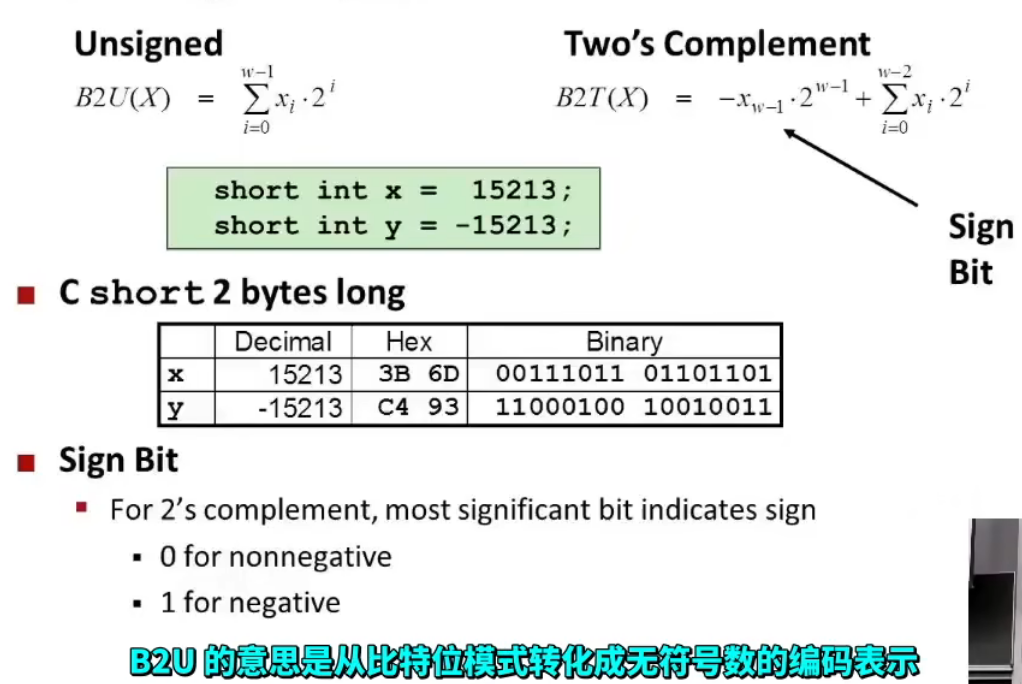 Unsigned
Two's Complement
B2U(X) = \sum_{i=0}^{w-1} x_i \cdot 2^i
B2T(X) = -x_{w-1} \cdot 2^{w-1} + \sum_{i=0}^{w-2} x_i \cdot 2^i
short int x = 15213;
short int y = -15213;
Sign
Bit
C short 2 bytes long
Decimal Hex Binary
x 15213 3B 6D 00111011 01101101
y -15213 C4 93 11000100 10010011
Sign Bit
For 2's complement, most significant bit indicates sign
0 for nonnegative
1 for negative
B2U 的意思是从比特位模式转化成无符号数的编码表示